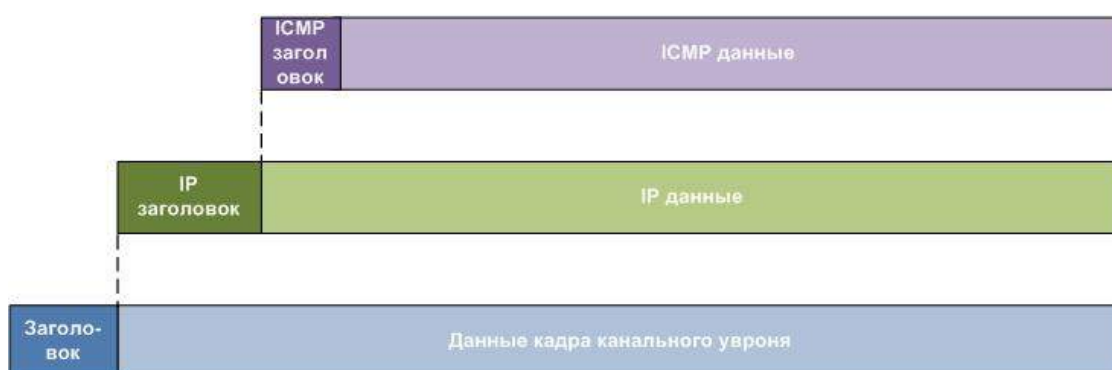 ICMP
загол
овок
ICMP данные
IP
заголовок
IP данные
Заголо-
вок
Данные кадра канального увроня